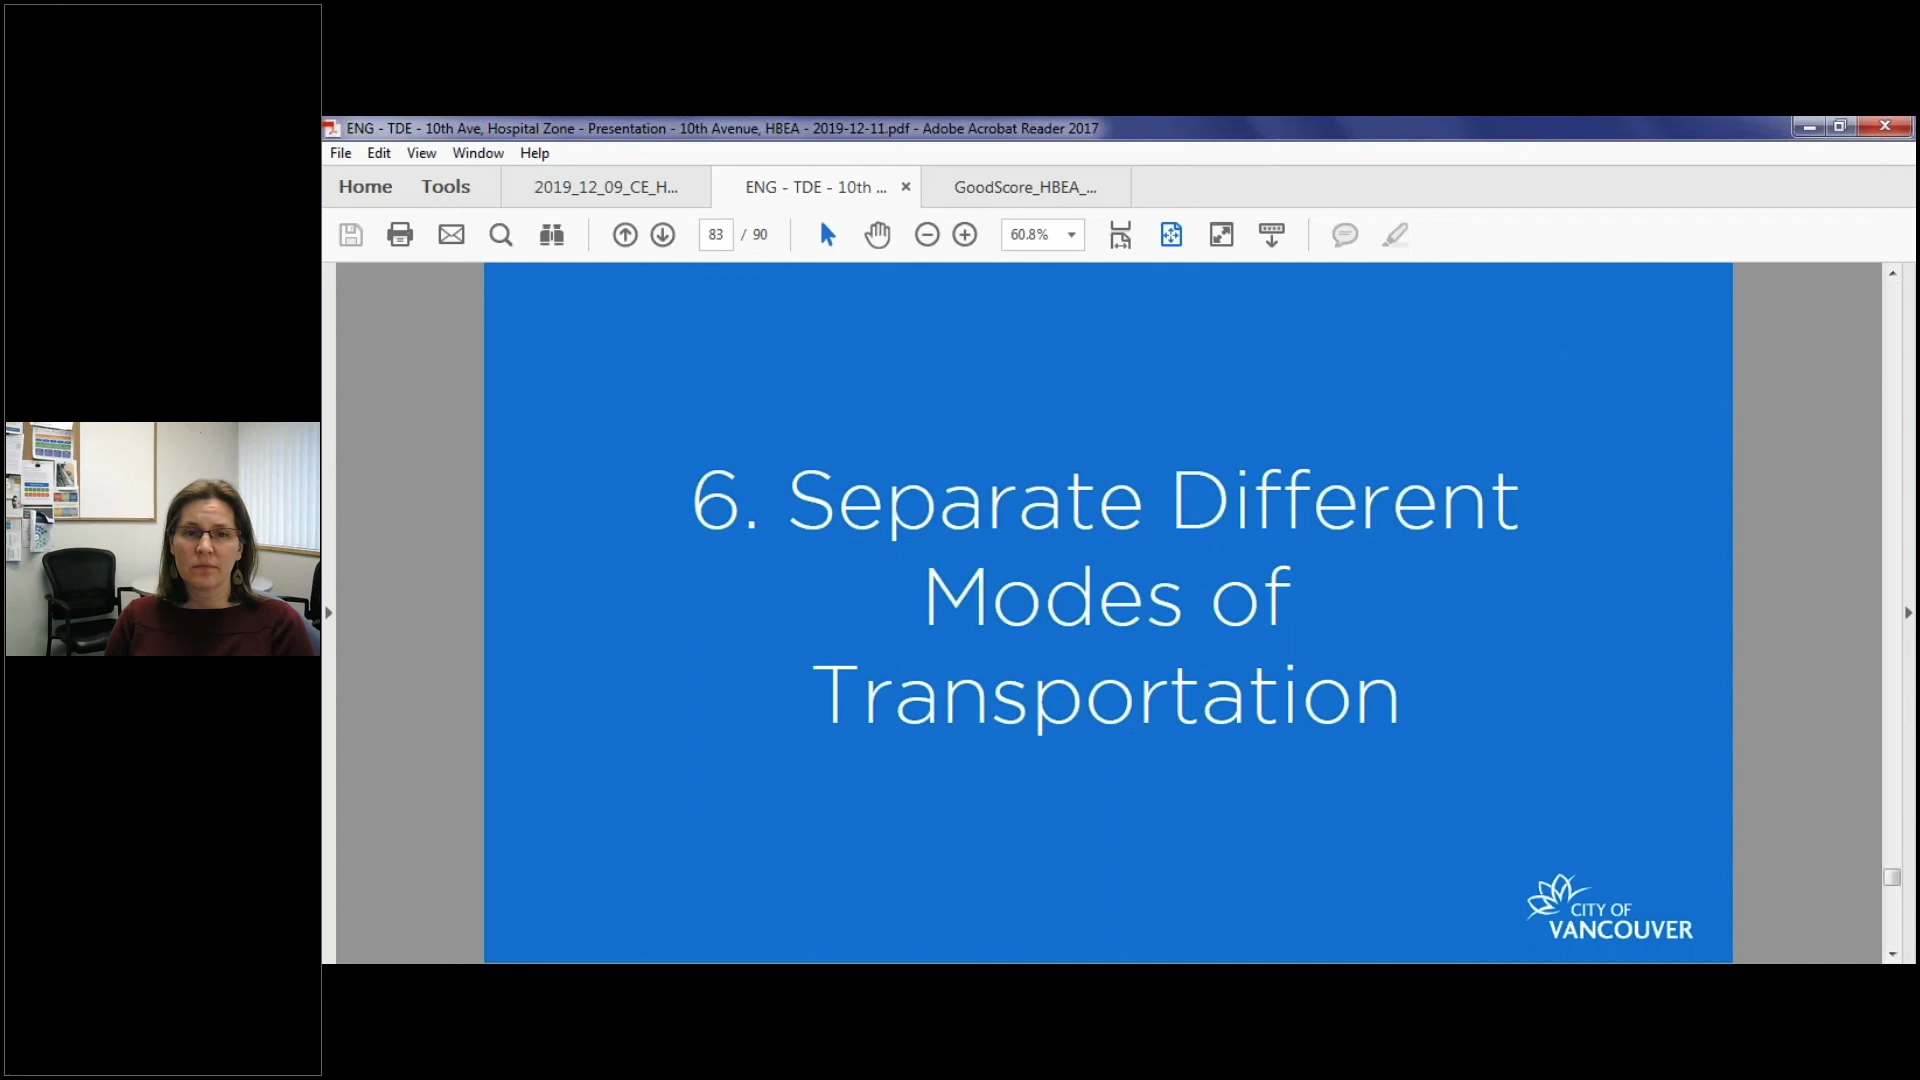 ENG - TDE - 10th Ave, Hospital Zone - Presentation - 10th Avenue, HBEA - 2019-12-11.pdf - Adobe Acrobat Reader 2017
File Edit View Window Help
Home Tools 2019_12_09_CE_H... ENG - TDE - 10th ... GoodScore_HBEA_...
83 / 90 60.8%
6. Separate Different
Modes of
Transportation
CITY OF
VANCOUVER